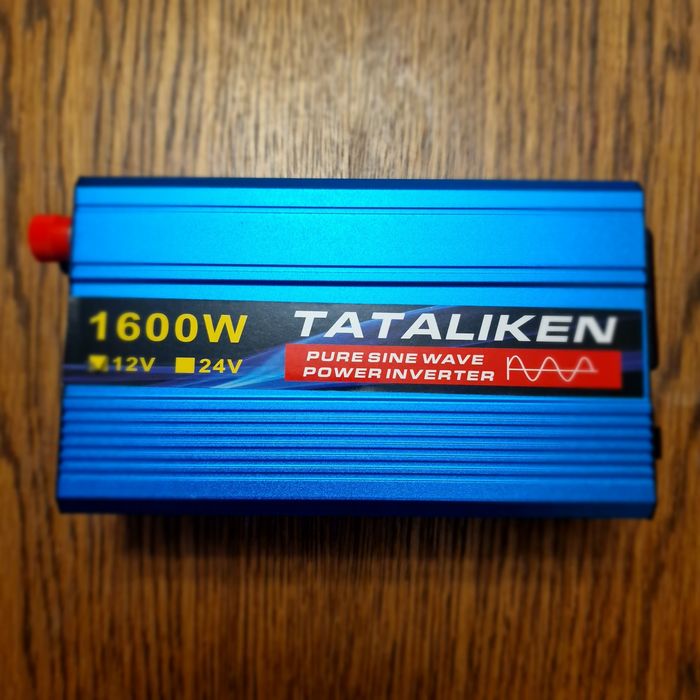 1600W
12V 24V
TATALIKEN
PURE SINE WAVE
POWER INVERTER